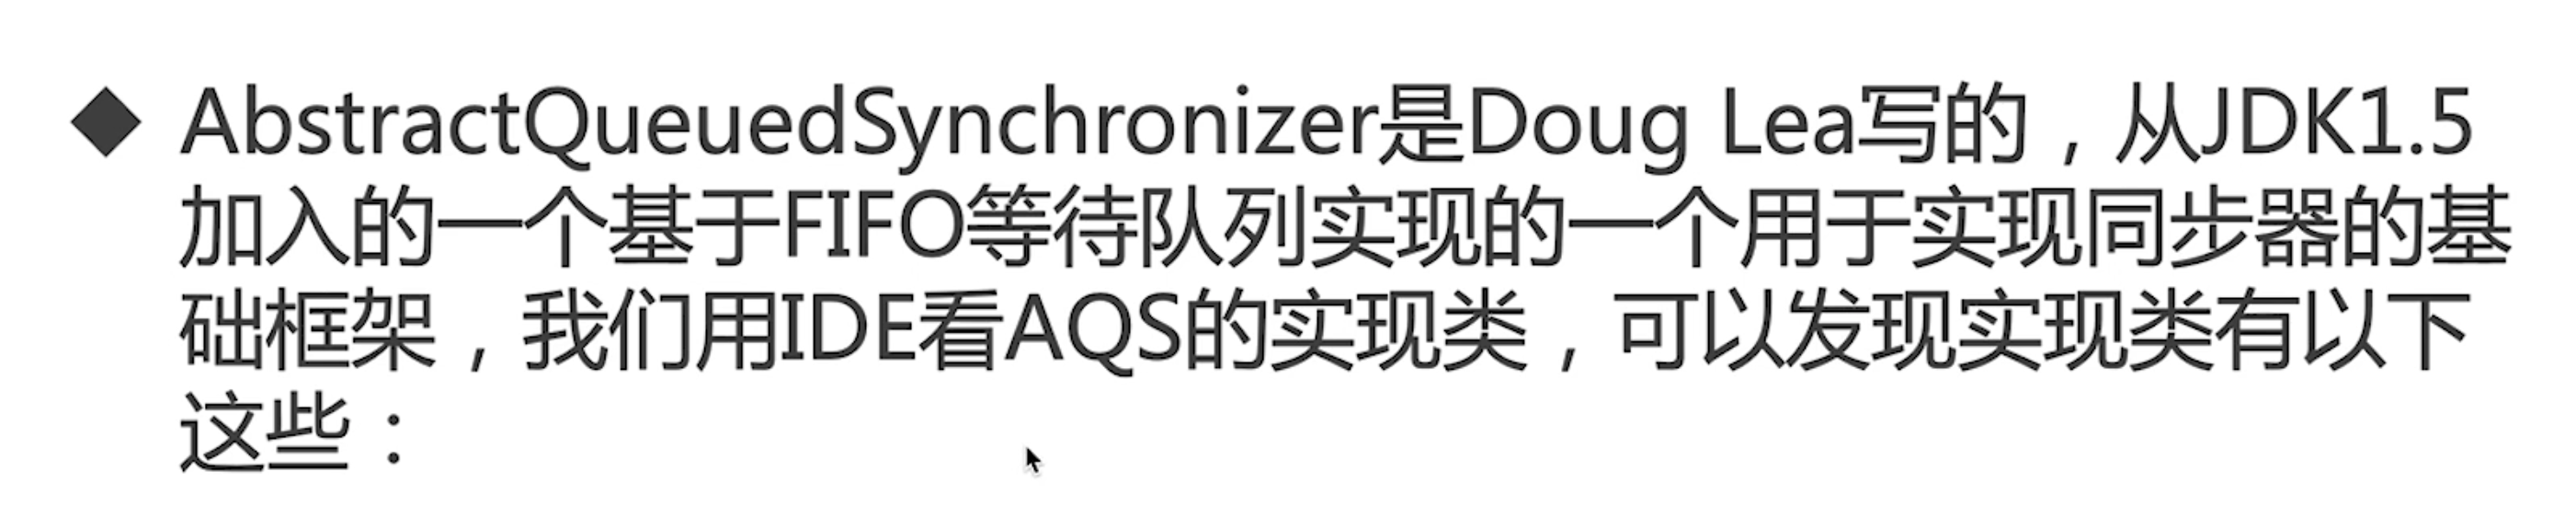 ◆ AbstractQueuedSynchronizer是Doug Lea写的，从JDK1.5
加入的一个基于FIFO等待队列实现的一个用于实现同步器的基
础框架，我们用IDE看AQS的实现类，可以发现实现类有以下
这些：